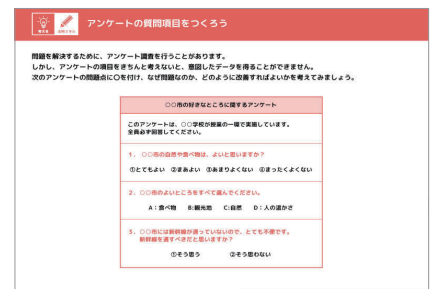 アンケートの質問項目をつくろう
問題を解決するために、アンケート調査を行うことがあります。
しかし、アンケートの項目をきちんと考えないと、意図したデータを得ることができません。
次のアンケートの問題点に〇を付け、なぜ問題なのか、どのように改善すればよいかを考えてみましょう。
〇〇市の好きなところに関するアンケート
このアンケートは、〇〇学校が授業の一環で実施しています。
全員必ず回答してください。
1. 〇〇市の自然や食べ物は、よいと思いますか？
①とてもよい ②まあよい ③あまりよくない ④まったくよくない
2. 〇〇市のよいところをすべて選んでください。
A：食べ物 B:観光地 C:自然 D：人の温かさ
3. 〇〇市には新幹線が通っていないので、とても不便です。
新幹線を通すべきだと思いますか？
①そう思う ②そう思わない